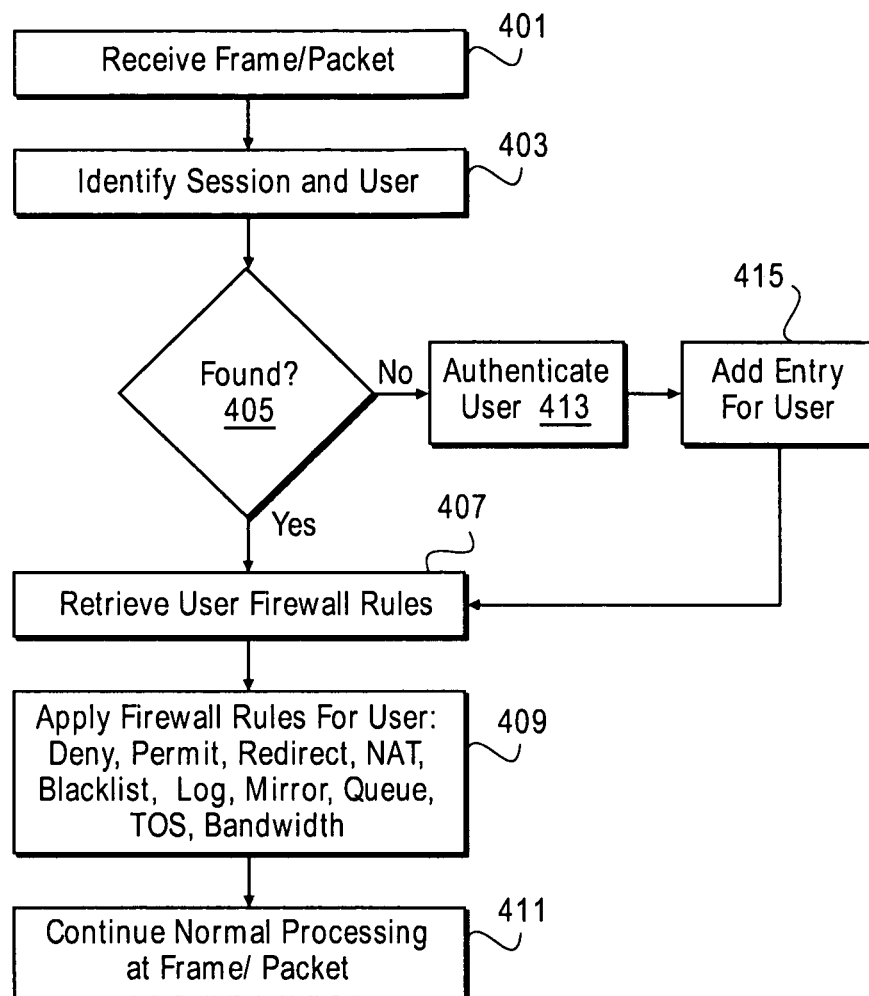 401
Receive Frame/Packet
403
Identify Session and User
415
Found?
405
No
Authenticate
User 413
Add Entry
For User
Yes
407
Retrieve User Firewall Rules
Apply Firewall Rules For User:
Deny, Permit, Redirect, NAT,
Blacklist, Log, Mirror, Queue,
TOS, Bandwidth
409
Continue Normal Processing
at Frame/ Packet
411